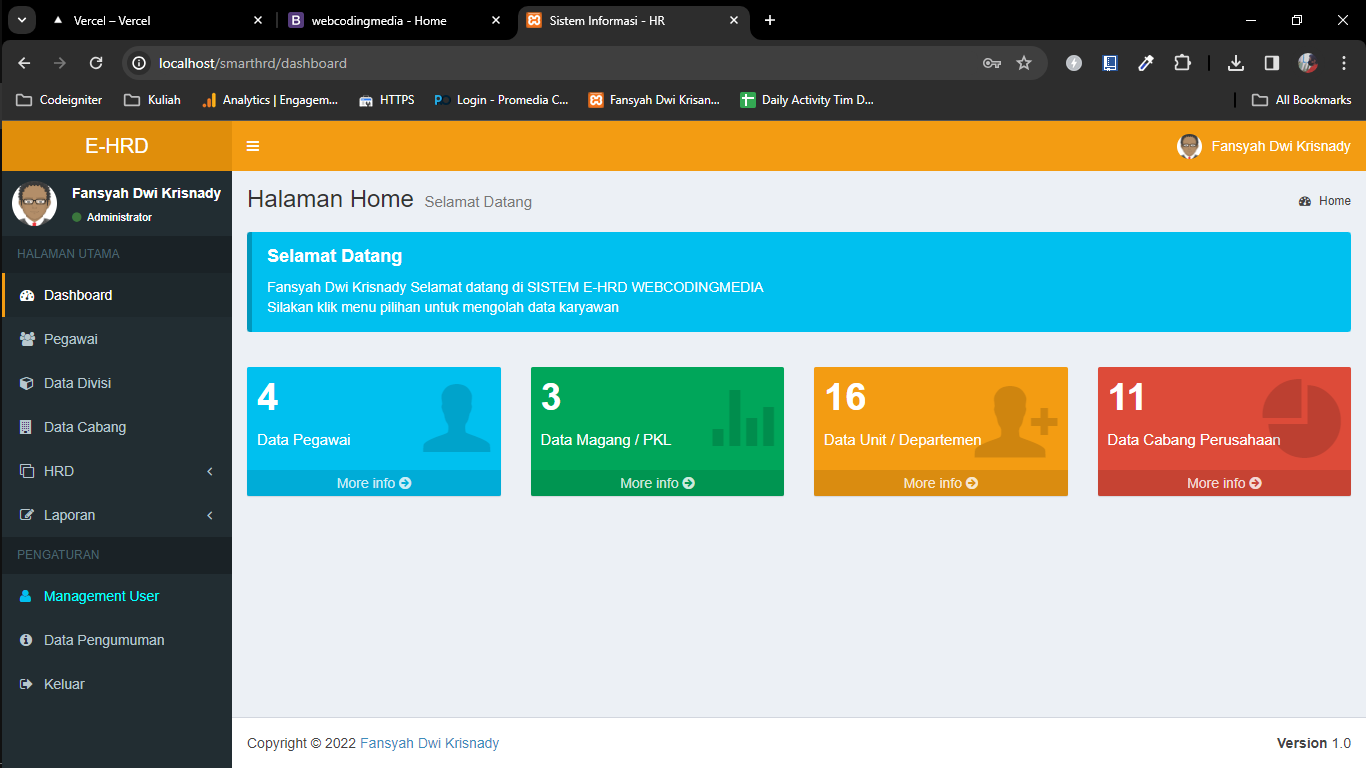 Vercel – Vercel
webcodingmedia - Home
Sistem Informasi - HR
localhost/smarthrd/dashboard
Codeigniter
Kuliah
Analytics | Engagem...
HTTPS
Login - Promedia C...
Fansyah Dwi Krisan...
Daily Activity Tim D...
All Bookmarks
E-HRD
Fansyah Dwi Krisnady
Fansyah Dwi Krisnady
Administrator
HALAMAN UTAMA
Dashboard
Pegawai
Data Divisi
Data Cabang
HRD
Laporan
PENGATURAN
Management User
Data Pengumuman
Keluar
Halaman Home Selamat Datang
Home
Selamat Datang
Fansyah Dwi Krisnady Selamat datang di SISTEM E-HRD WEBCODINGMEDIA
Silakan klik menu pilihan untuk mengolah data karyawan
4
Data Pegawai
More info
3
Data Magang / PKL
More info
16
Data Unit / Departemen
More info
11
Data Cabang Perusahaan
More info
Copyright © 2022 Fansyah Dwi Krisnady
Version 1.0